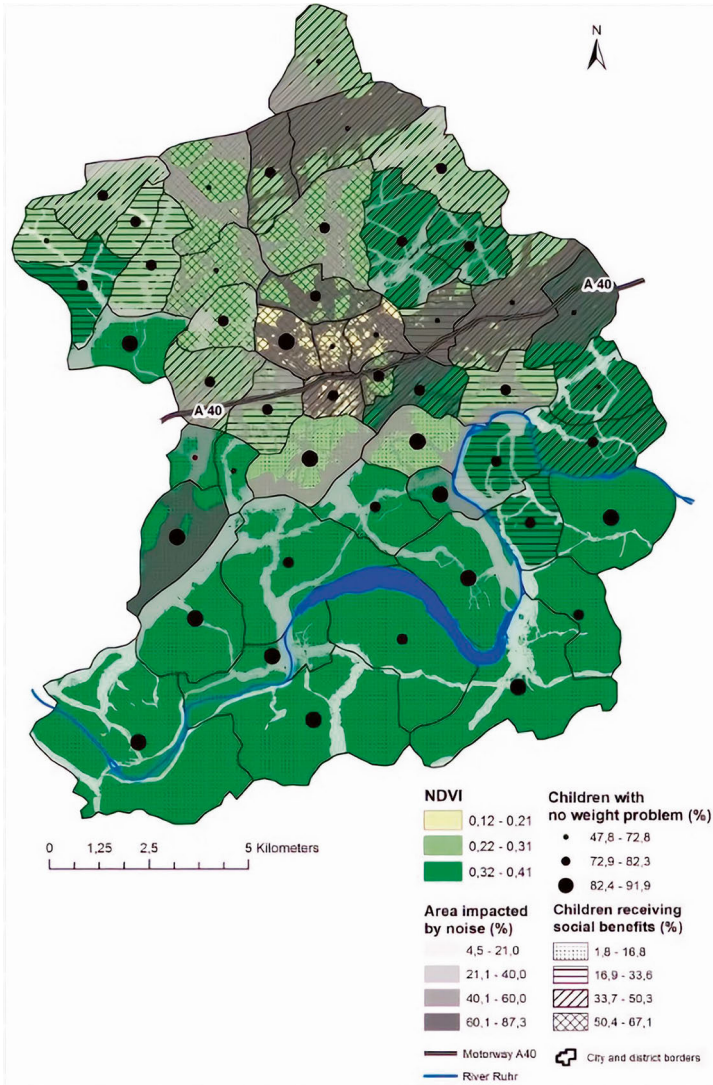 N
A 40
A 40
0 1,25 2,5 5 Kilometers
NDVI
0,12 - 0,21
0,22 - 0,31
0,32 - 0,41
Children with
no weight problem (%)
47,8 - 72,8
72,9 - 82,3
82,4 - 91,9
Area impacted
by noise (%)
4,5 - 21,0
21,1 - 40,0
40,1 - 60,0
60,1 - 87,3
Children receiving
social benefits (%)
1,8 - 16,8
16,9 - 33,6
33,7 - 50,3
50,4 - 67,1
Motorway A40
River Ruhr
City and district borders